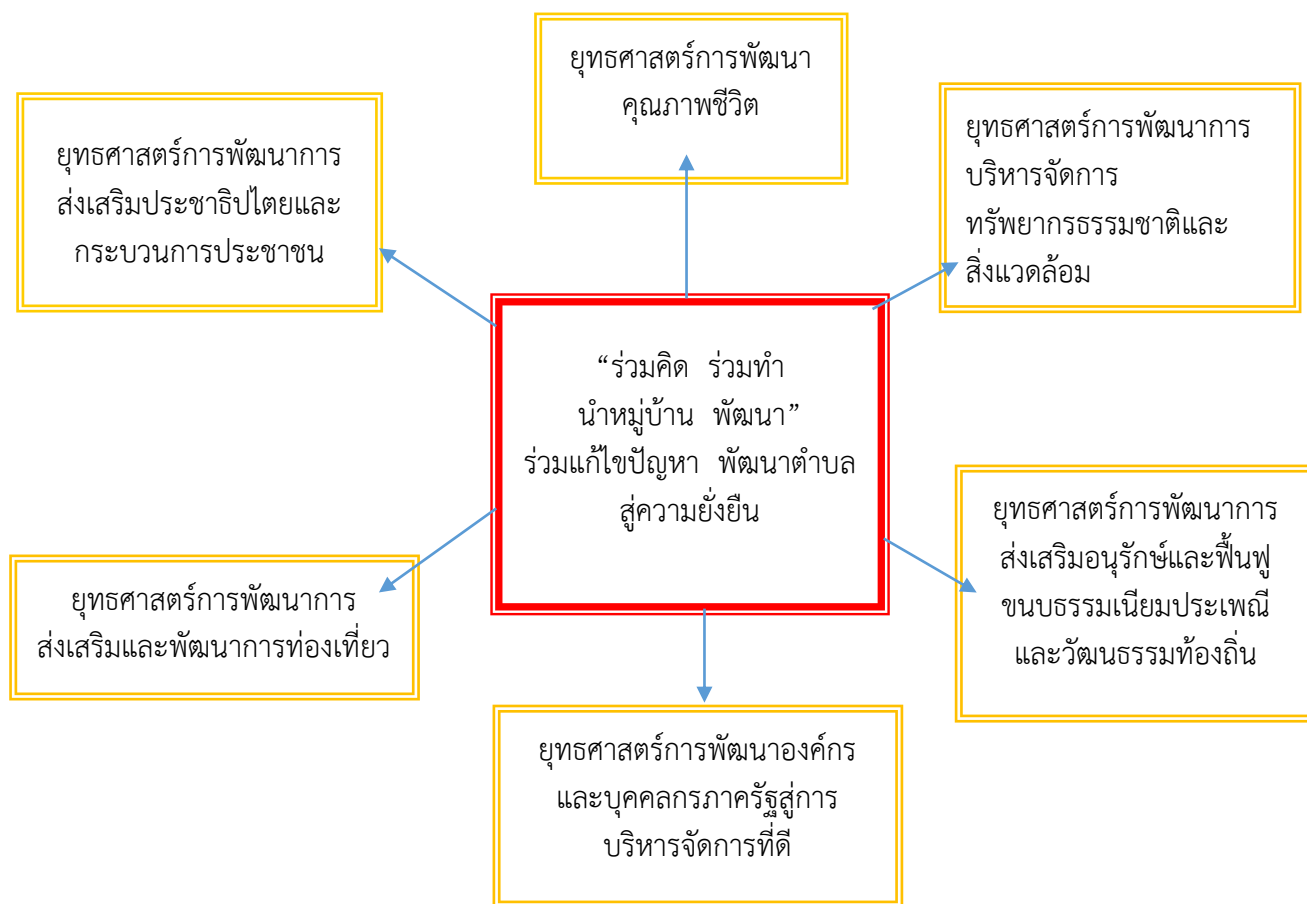 ยุทธศาสตร์การพัฒนา
คุณภาพชีวิต
ยุทธศาสตร์การพัฒนาการ
ส่งเสริมประชาธิปไตยและ
กระบวนการประชาชน
ยุทธศาสตร์การพัฒนาการ
บริหารจัดการ
ทรัพยากรธรรมชาติและ
สิ่งแวดล้อม
“ร่วมคิด ร่วมทำ
นำหมู่บ้าน พัฒนา”
ร่วมแก้ไขปัญหา พัฒนาตำบล
สู่ความยั่งยืน
ยุทธศาสตร์การพัฒนาการ
ส่งเสริมและพัฒนาการท่องเที่ยว
ยุทธศาสตร์การพัฒนาการ
ส่งเสริมอนุรักษ์และฟื้นฟู
ขนบธรรมเนียมประเพณี
และวัฒนธรรมท้องถิ่น
ยุทธศาสตร์การพัฒนาองค์กร
และบุคคลกรภาครัฐสู่การ
บริหารจัดการที่ดี